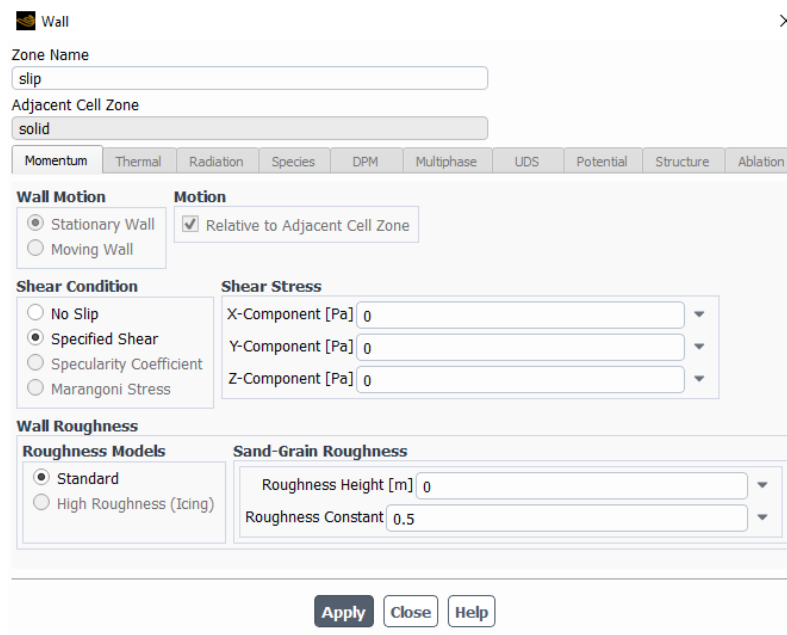 Wall
Zone Name
slip
Adjacent Cell Zone
solid
Momentum Thermal Radiation Species DPM Multiphase UDS Potential Structure Ablation
Wall Motion Motion
Stationary Wall Relative to Adjacent Cell Zone
Moving Wall
Shear Condition Shear Stress
No Slip X-Component [Pa] 0
Specified Shear Y-Component [Pa] 0
Specularity Coefficient Z-Component [Pa] 0
Marangoni Stress
Wall Roughness
Roughness Models Sand-Grain Roughness
Standard Roughness Height [m] 0
High Roughness (Icing) Roughness Constant 0.5
Apply Close Help